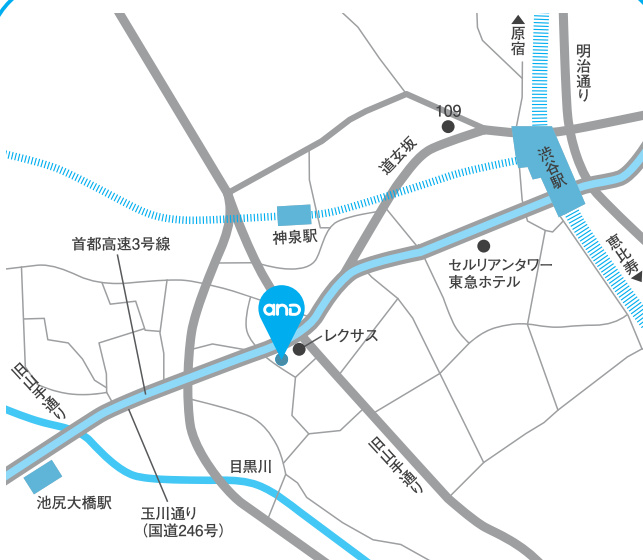 原宿
明治通り
109
道玄坂
渋谷駅
神泉駅
恵比寿
首都高速3号線
セルリアンタワー
東急ホテル
and
レクサス
旧山手通り
旧山手通り
目黒川
池尻大橋駅
玉川通り
（国道246号）